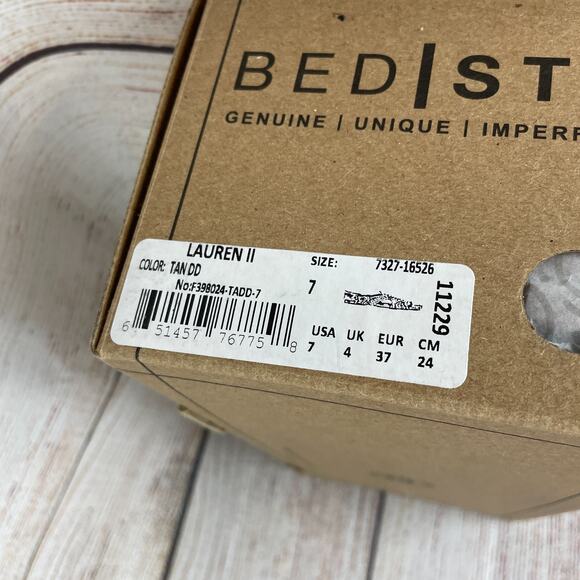 BED|ST
GENUINE | UNIQUE | IMPERF
LAUREN II
COLOR: TAN DD
No:F398024-TADD-7
6 51457 76775 8
SIZE: 7327-16526
7
USA UK EUR CM
7 4 37 24
11229